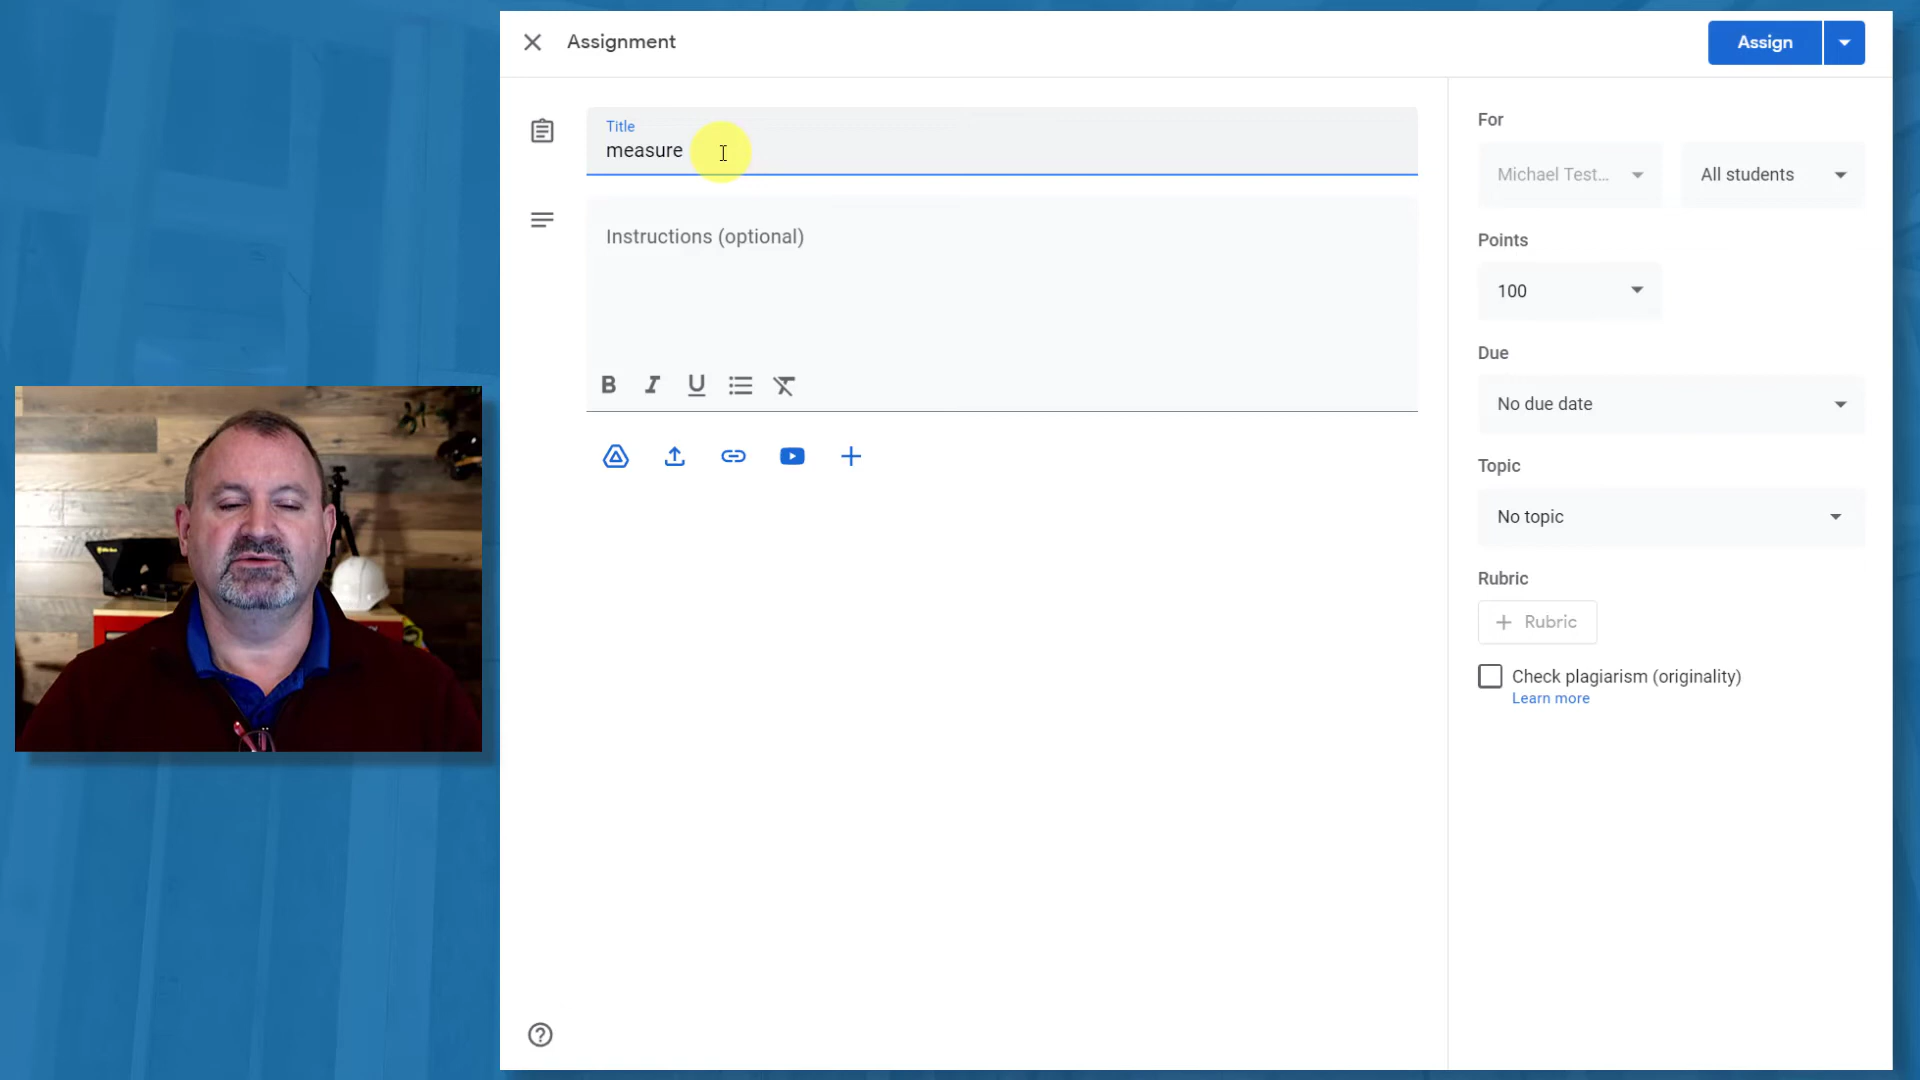 Assignment
Assign
Title
measure
Instructions (optional)
B I U
For
Michael Test...
All students
Points
100
Due
No due date
Topic
No topic
Rubric
+ Rubric
Check plagiarism (originality)
Learn more